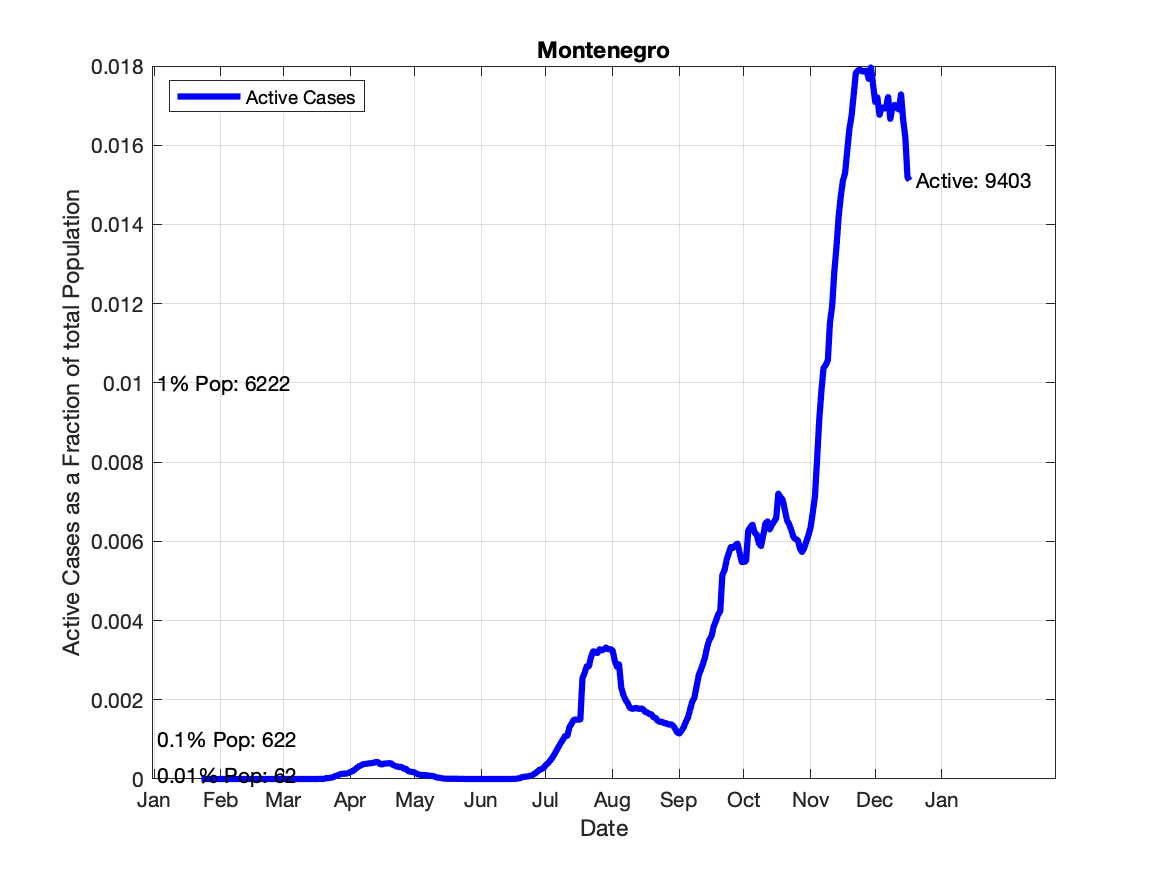 Montenegro
Active Cases
0.018
0.016
0.014
0.012
0.01
0.008
0.006
0.004
0.002
0
Active Cases as a Fraction of total Population
Active: 9403
1% Pop: 6222
0.1% Pop: 622
0.01% Pop: 62
Jan Feb Mar Apr May Jun Jul Aug Sep Oct Nov Dec Jan
Date